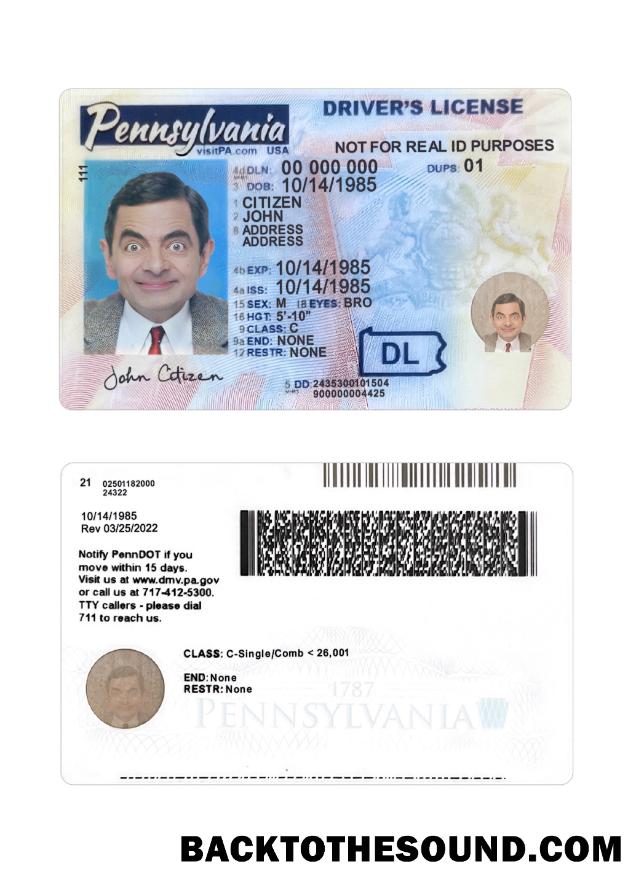 Pennsylvania
visitPA.com USA
DRIVER'S LICENSE
NOT FOR REAL ID PURPOSES
111
4d DLN: 00 000 000 DUPS: 01
3 DOB: 10/14/1985
1 CITIZEN
2 JOHN
8 ADDRESS
ADDRESS
4b EXP: 10/14/1985
4a ISS: 10/14/1985
15 SEX: M 18 EYES: BRO
16 HGT: 5'-10"
9 CLASS: C
9a END: NONE
12 RESTR: NONE
DL
John Citizen
5 DD: 2435300101504
900000004425
21 02501182000
24322
10/14/1985
Rev 03/25/2022
Notify PennDOT if you
move within 15 days.
Visit us at www.dmv.pa.gov
or call us at 717-412-5300.
TTY callers - please dial
711 to reach us.
CLASS: C-Single/Comb < 26,001
END: None
RESTR: None
1787
PENNSYLVANIA
BACKTOTHESOUND.COM